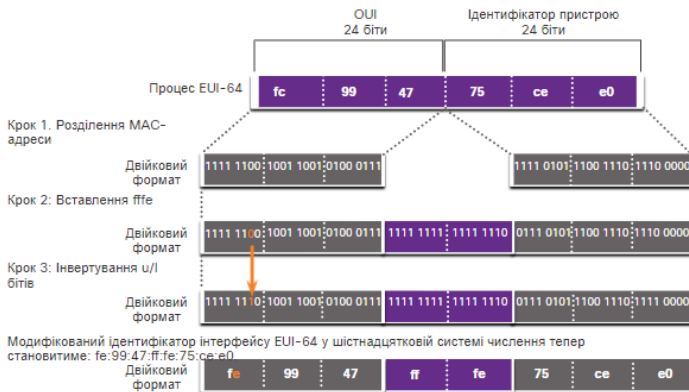 OUI
24 біти
Ідентифікатор пристрою
24 біти
Процес EUI-64
fc 99 47 75 ce e0
Крок 1. Розділення MAC-
адреси
Двійковий
формат
1111 1100 1001 1001 0100 0111 1111 0101 1100 1110 1110 0000
Крок 2: Вставлення fffe
Двійковий
формат
1111 1100 1001 1001 0100 0111 1111 1111 1111 1110 0111 0101 1100 1110 1110 0000
Крок 3: Інвертування u/l
бітів
Двійковий
формат
1111 1110 1001 1001 0100 0111 1111 1111 1111 1110 0111 0101 1100 1110 1111 0000
Модифікований ідентифікатор інтерфейсу EUI-64 у шістнадцятковій системі числення тепер
становитиме: fe:99:47:ff:fe:75:ce:e0
Двійковий
формат
fe 99 47 ff fe 75 ce e0